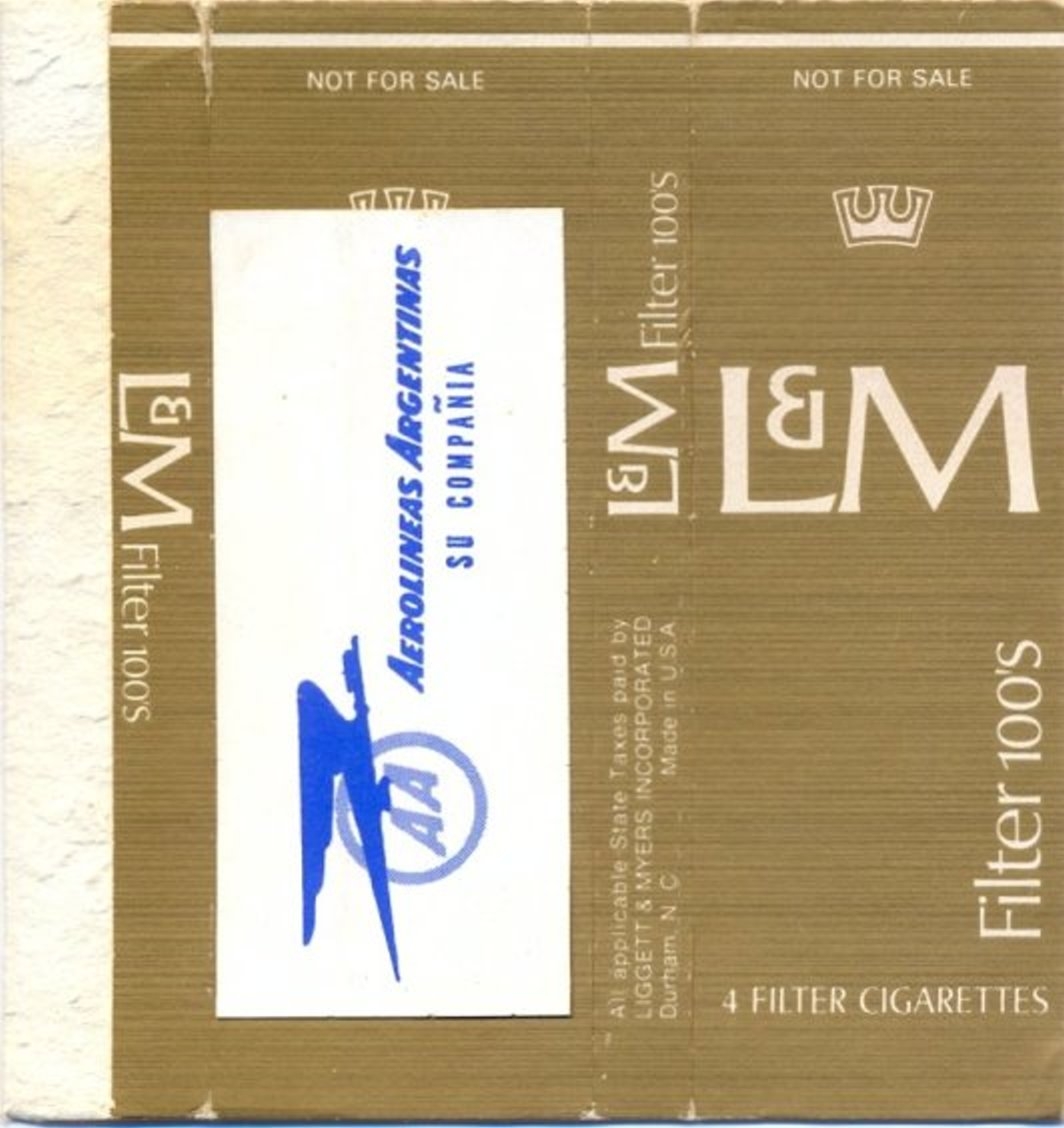 NOT FOR SALE
L&M Filter 100'S
AEROLINEAS ARGENTINAS
SU COMPAÑIA
AA
L&M Filter 100'S
All applicable State Taxes paid by
LIGGETT & MYERS INCORPORATED
Durham, N. C. Made in U.S.A.
NOT FOR SALE
L&M
Filter 100'S
4 FILTER CIGARETTES